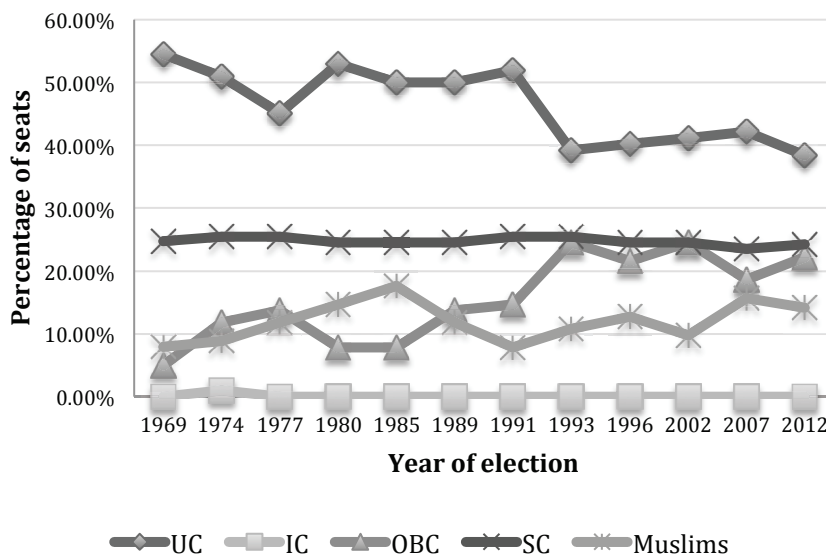 60.00%
50.00%
40.00%
30.00%
20.00%
10.00%
0.00%
Percentage of seats
1969 1974 1977 1980 1985 1989 1991 1993 1996 2002 2007 2012
Year of election
UC IC OBC SC Muslims